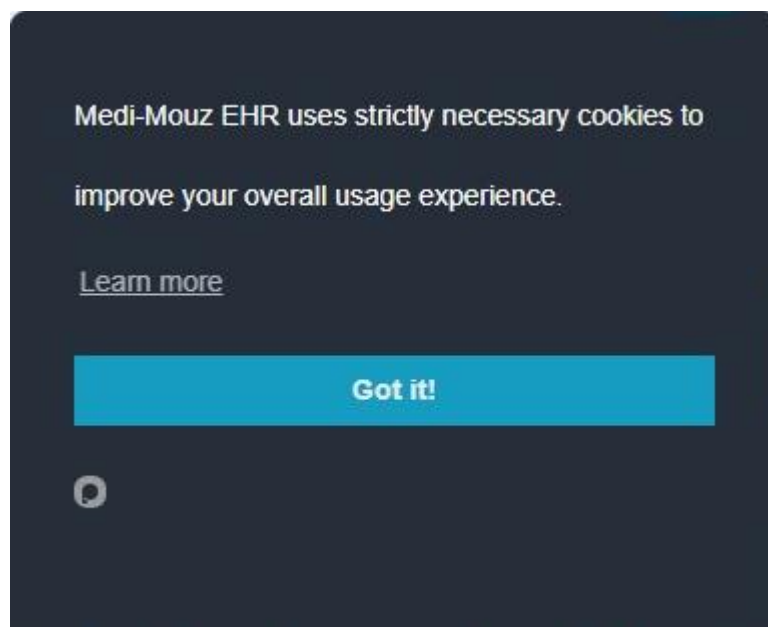 Medi-Mouz EHR uses strictly necessary cookies to
improve your overall usage experience.
Learn more
Got it!